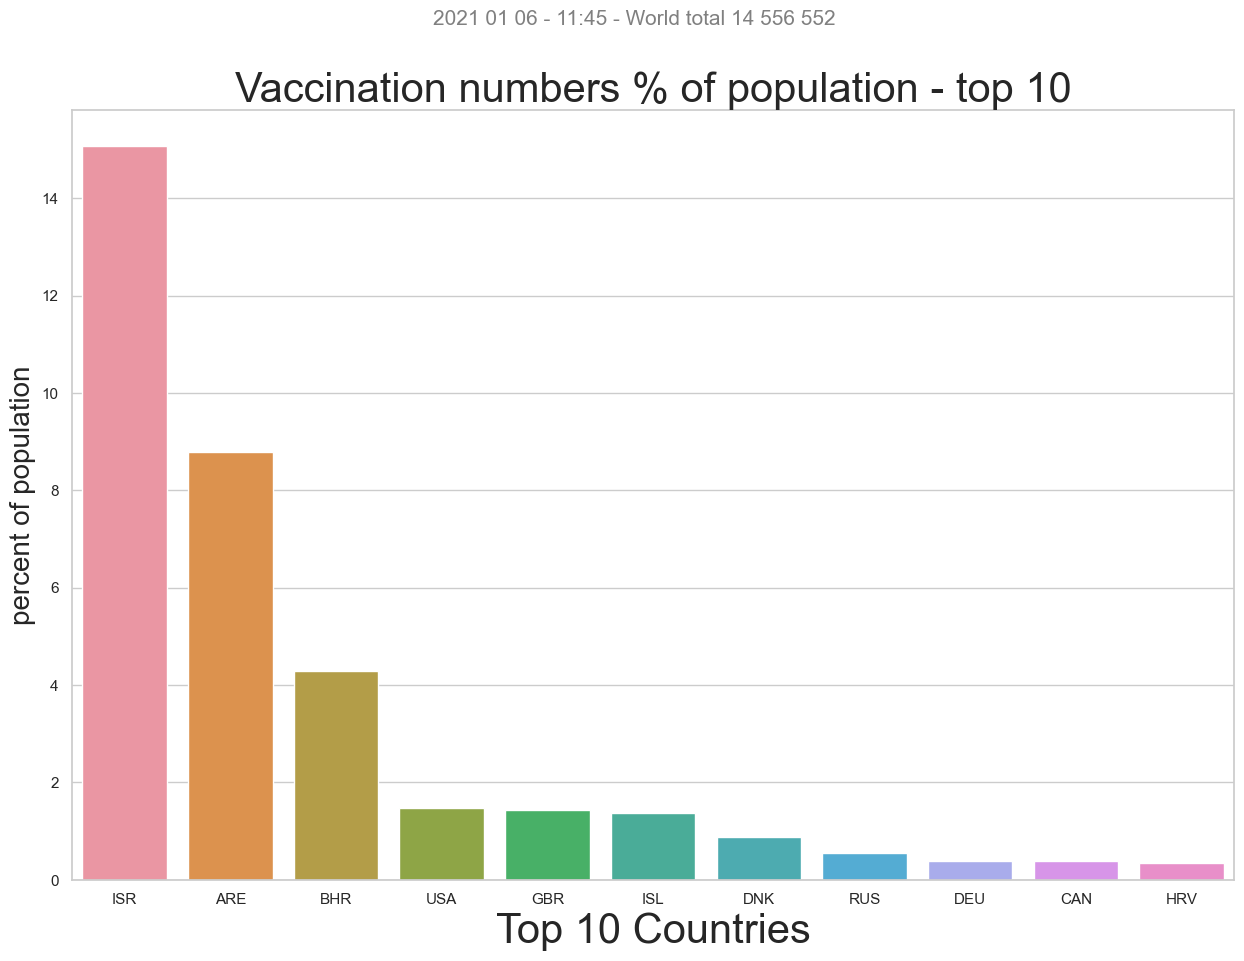 2021 01 06 - 11:45 - World total 14 556 552
Vaccination numbers % of population - top 10
percent of population
14
12
10
8
6
4
2
0
ISR ARE BHR USA GBR ISL DNK RUS DEU CAN HRV
Top 10 Countries